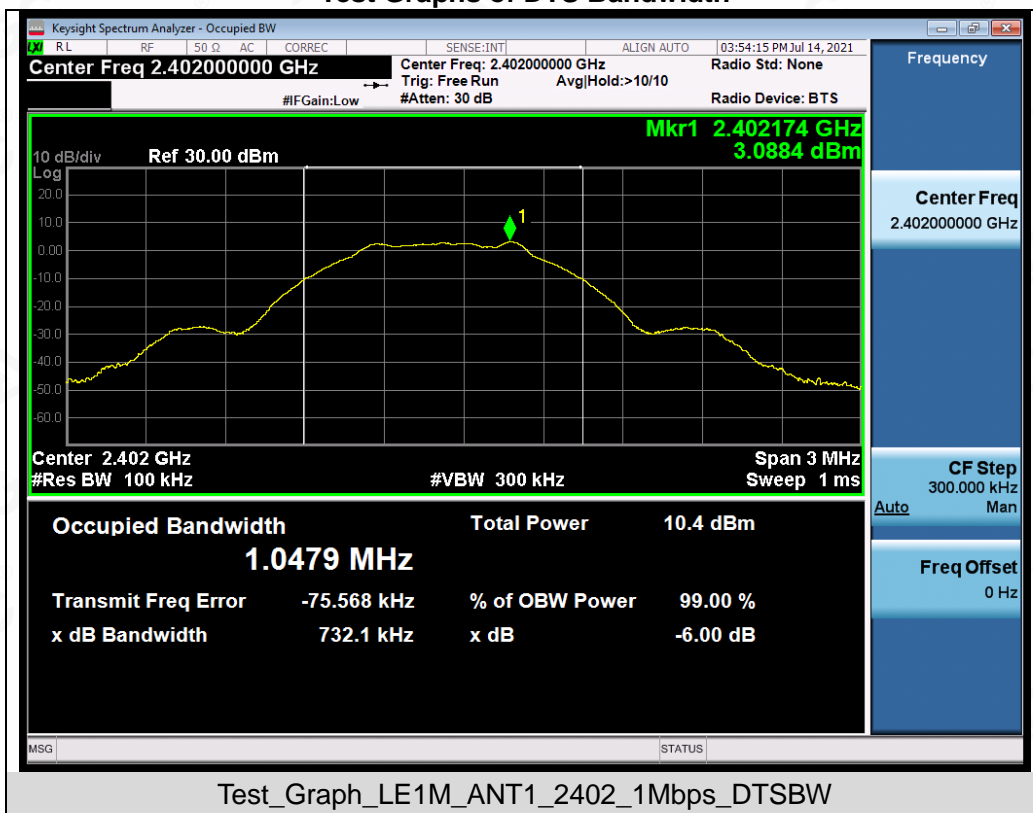 Test Graphs of DTS Bandwidth
Keysight Spectrum Analyzer - Occupied BW
LXI RL RF 50 Ω AC CORREC SENSE:INT ALIGN AUTO 03:54:15 PM Jul 14, 2021
Center Freq 2.402000000 GHz
Center Freq: 2.402000000 GHz
Radio Std: None
Trig: Free Run Avg|Hold:>10/10
#IFGain:Low #Atten: 30 dB
Radio Device: BTS
Frequency
Mkr1 2.402174 GHz
3.0884 dBm
10 dB/div Ref 30.00 dBm
Log
20.0
10.0
0.00
-10.0
-20.0
-30.0
-40.0
-50.0
-60.0
1
Center 2.402 GHz Span 3 MHz
#Res BW 100 kHz #VBW 300 kHz Sweep 1 ms
Center Freq
2.402000000 GHz
CF Step
300.000 kHz
Auto Man
Freq Offset
0 Hz
Occupied Bandwidth Total Power 10.4 dBm
1.0479 MHz
Transmit Freq Error -75.568 kHz % of OBW Power 99.00 %
x dB Bandwidth 732.1 kHz x dB -6.00 dB
MSG STATUS
Test_Graph_LE1M_ANT1_2402_1Mbps_DTSBW